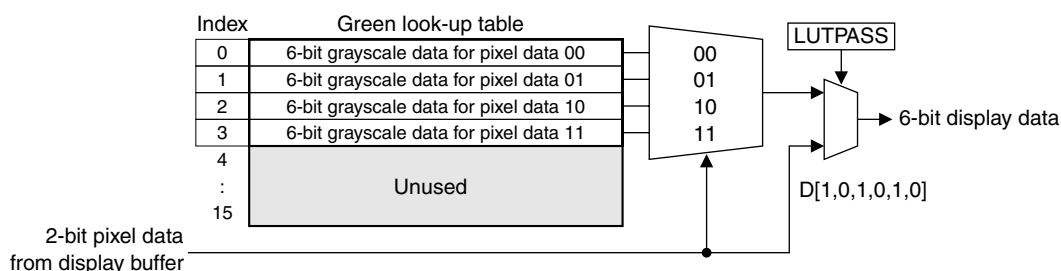 Index Green look-up table
LUTPASS
0 6-bit grayscale data for pixel data 00 00
1 6-bit grayscale data for pixel data 01 01
2 6-bit grayscale data for pixel data 10 10
3 6-bit grayscale data for pixel data 11 11
6-bit display data
4
:
15
Unused
D[1,0,1,0,1,0]
2-bit pixel data
from display buffer